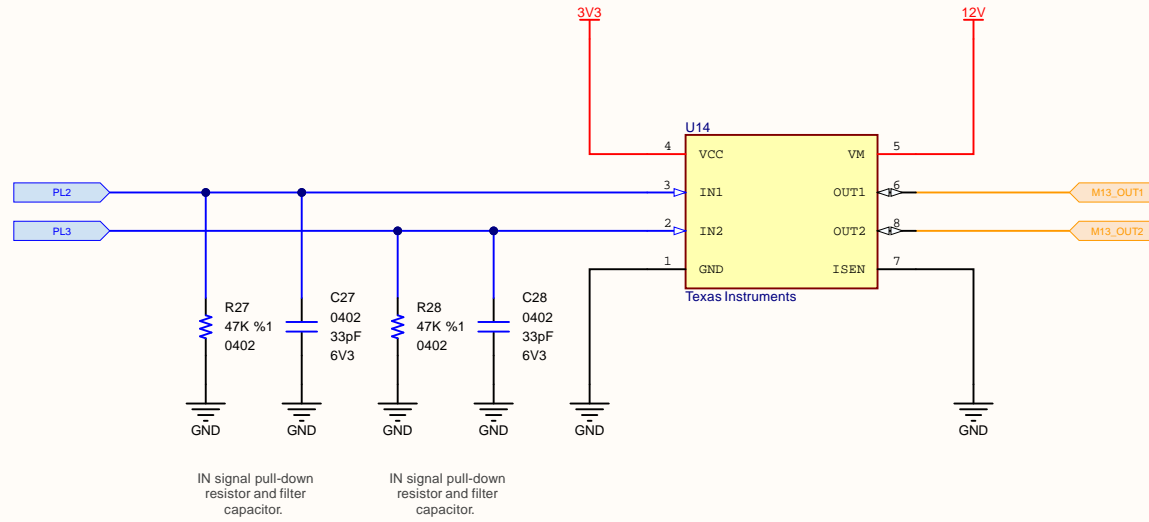 3V3
12V
U14
4
VCC
VM
5
PL2
3
IN1
OUT1
6
M13_OUT1
PL3
2
IN2
OUT2
8
M13_OUT2
1
GND
ISEN
7
Texas Instruments
R27
47K %1
0402
C27
0402
33pF
6V3
R28
47K %1
0402
C28
0402
33pF
6V3
GND
GND
GND
GND
GND
GND
IN signal pull-down
resistor and filter
capacitor.
IN signal pull-down
resistor and filter
capacitor.